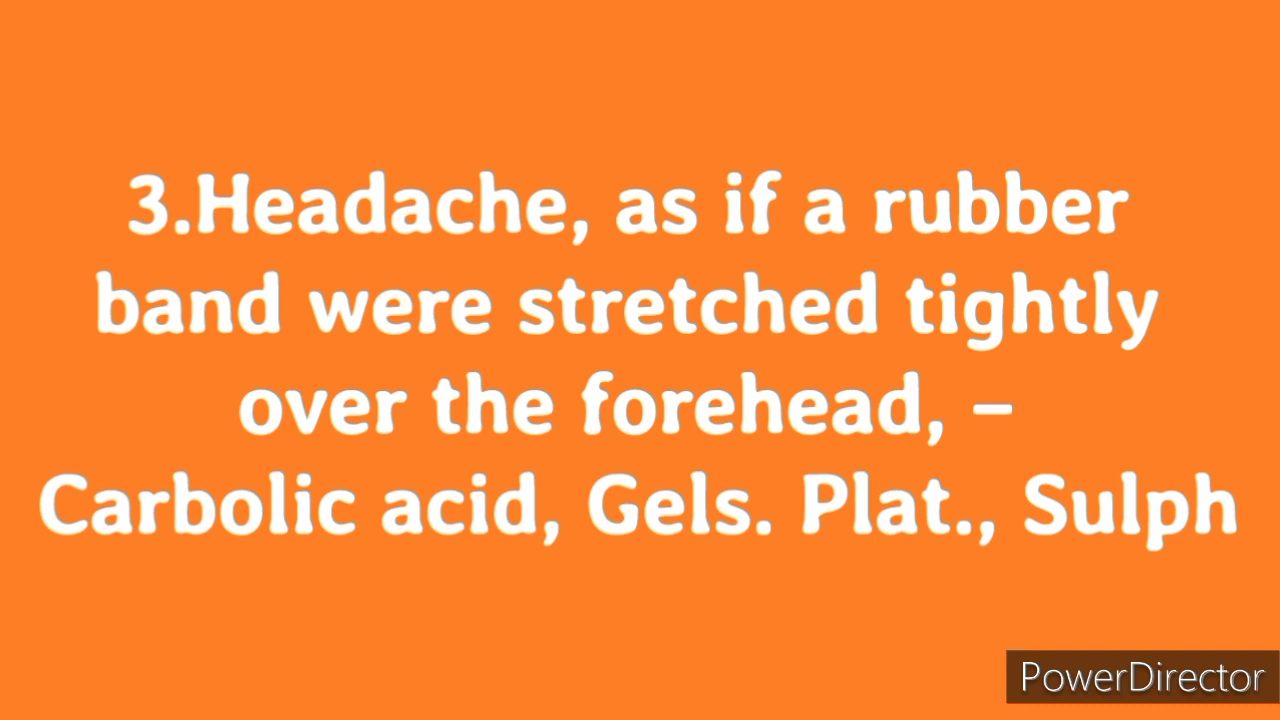 3.Headache, as if a rubber
band were stretched tightly
over the forehead, –
Carbolic acid, Gels. Plat., Sulph
PowerDirector